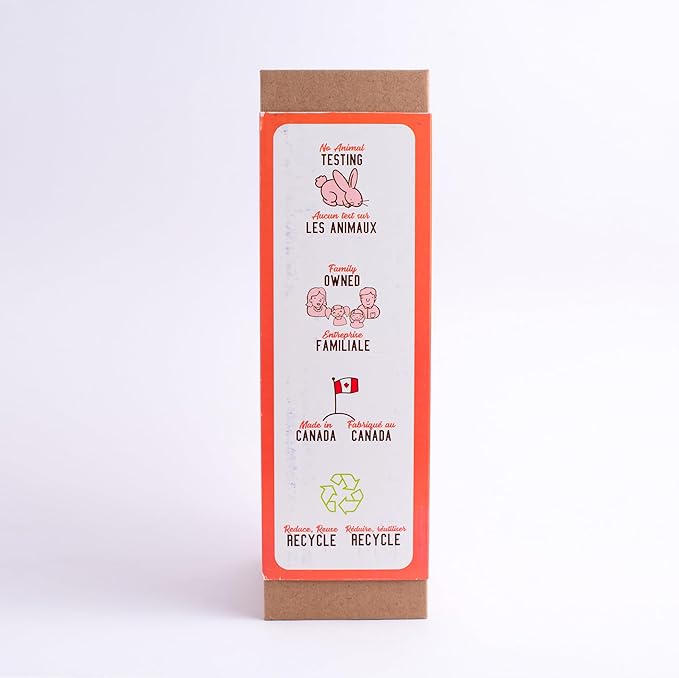 No Animal
TESTING
Aucun test sur
LES ANIMAUX
Family
OWNED
Entreprise
FAMILIALE
Made in Fabriqué au
CANADA CANADA
Reduce, Reuse Réduire, réutiliser
RECYCLE RECYCLE